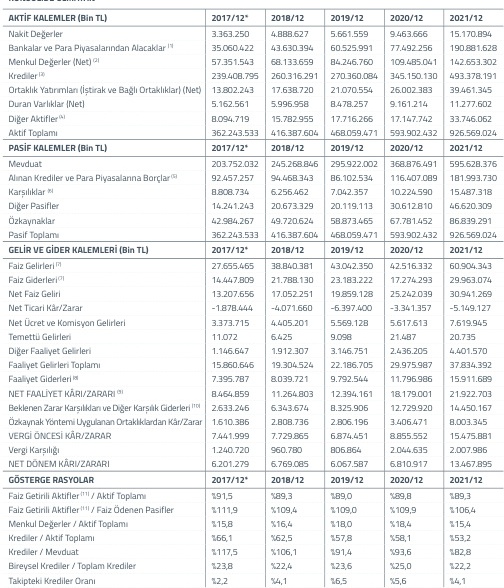 AKTİF KALEMLER (Bin TL) 2017/12* 2018/12 2019/12 2020/12 2021/12
Nakit Değerler 3.363.250 4.888.627 5.661.559 9.463.666 15.170.894
Bankalar ve Para Piyasalarından Alacaklar (1) 35.060.422 43.630.394 60.525.991 77.492.256 190.881.628
Menkul Değerler (Net) (2) 57.351.543 68.133.659 84.246.760 109.485.041 142.653.302
Krediler (3) 239.408.795 260.316.291 270.360.084 345.150.130 493.378.191
Ortaklık Yatırımları (İştirak ve Bağlı Ortaklıklar) (Net) 13.802.243 17.638.720 21.070.554 26.002.383 39.461.345
Duran Varlıklar (Net) 5.162.561 5.996.958 8.478.257 9.161.214 11.277.602
Diğer Aktifler (4) 8.094.719 15.782.955 17.716.266 17.147.742 33.746.062
Aktif Toplamı 362.243.533 416.387.604 468.059.471 593.902.432 926.569.024
PASİF KALEMLER (Bin TL) 2017/12* 2018/12 2019/12 2020/12 2021/12
Mevduat 203.752.032 245.268.846 295.922.002 368.876.491 595.628.376
Alınan Krediler ve Para Piyasalarına Borçlar (5) 92.457.257 94.468.343 86.102.534 116.407.089 181.993.730
Karşılıklar (6) 8.808.734 6.256.462 7.042.357 10.224.590 15.487.318
Diğer Pasifler 14.241.243 20.673.329 20.119.113 30.612.810 46.620.309
Özkaynaklar 42.984.267 49.720.624 58.873.465 67.781.452 86.839.291
Pasif Toplamı 362.243.533 416.387.604 468.059.471 593.902.432 926.569.024
GELİR VE GİDER KALEMLERİ (Bin TL) 2017/12* 2018/12 2019/12 2020/12 2021/12
Faiz Gelirleri (7) 27.655.465 38.840.381 43.042.350 42.516.332 60.904.343
Faiz Giderleri (7) 14.447.809 21.788.130 23.183.222 17.274.293 29.963.074
Net Faiz Geliri 13.207.656 17.052.251 19.859.128 25.242.039 30.941.269
Net Ticari Kâr/Zarar -1.878.444 -4.071.660 -6.397.400 -3.341.357 -5.149.127
Net Ücret ve Komisyon Gelirleri 3.373.715 4.405.201 5.569.128 5.617.613 7.619.945
Temettü Gelirleri 11.072 6.425 9.098 21.487 20.735
Diğer Faaliyet Gelirleri 1.146.647 1.912.307 3.146.751 2.436.205 4.401.570
Faaliyet Gelirleri Toplamı 15.860.646 19.304.524 22.186.705 29.975.987 37.834.392
Faaliyet Giderleri (8) 7.395.787 8.039.721 9.792.544 11.796.986 15.911.689
NET FAALİYET KÂRI/ZARARI (9) 8.464.859 11.264.803 12.394.161 18.179.001 21.922.703
Beklenen Zarar Karşılıkları ve Diğer Karşılık Giderleri (10) 2.633.246 6.343.674 8.325.906 12.729.920 14.450.167
Özkaynak Yöntemi Uygulanan Ortaklıklardan Kâr/Zarar 1.610.386 2.808.736 2.806.196 3.406.471 8.003.345
VERGİ ÖNCESİ KÂR/ZARAR 7.441.999 7.729.865 6.874.451 8.855.552 15.475.881
Vergi Karşılığı 1.240.720 960.780 806.864 2.044.635 2.007.986
NET DÖNEM KÂRI/ZARARI 6.201.279 6.769.085 6.067.587 6.810.917 13.467.895
GÖSTERGE RASYOLAR 2017/12* 2018/12 2019/12 2020/12 2021/12
Faiz Getirili Aktifler (11) / Aktif Toplamı %91,5 %89,3 %89,0 %89,8 %89,3
Faiz Getirili Aktifler (11) / Faiz Ödenen Pasifler %111,9 %109,4 %109,0 %109,9 %106,4
Menkul Değerler / Aktif Toplamı %15,8 %16,4 %18,0 %18,4 %15,4
Krediler / Aktif Toplamı %66,1 %62,5 %57,8 %58,1 %53,2
Krediler / Mevduat %117,5 %106,1 %91,4 %93,6 %82,8
Bireysel Krediler / Toplam Krediler %23,8 %22,4 %23,6 %25,0 %22,2
Takipteki Krediler Oranı %2,2 %4,1 %6,5 %5,6 %4,1